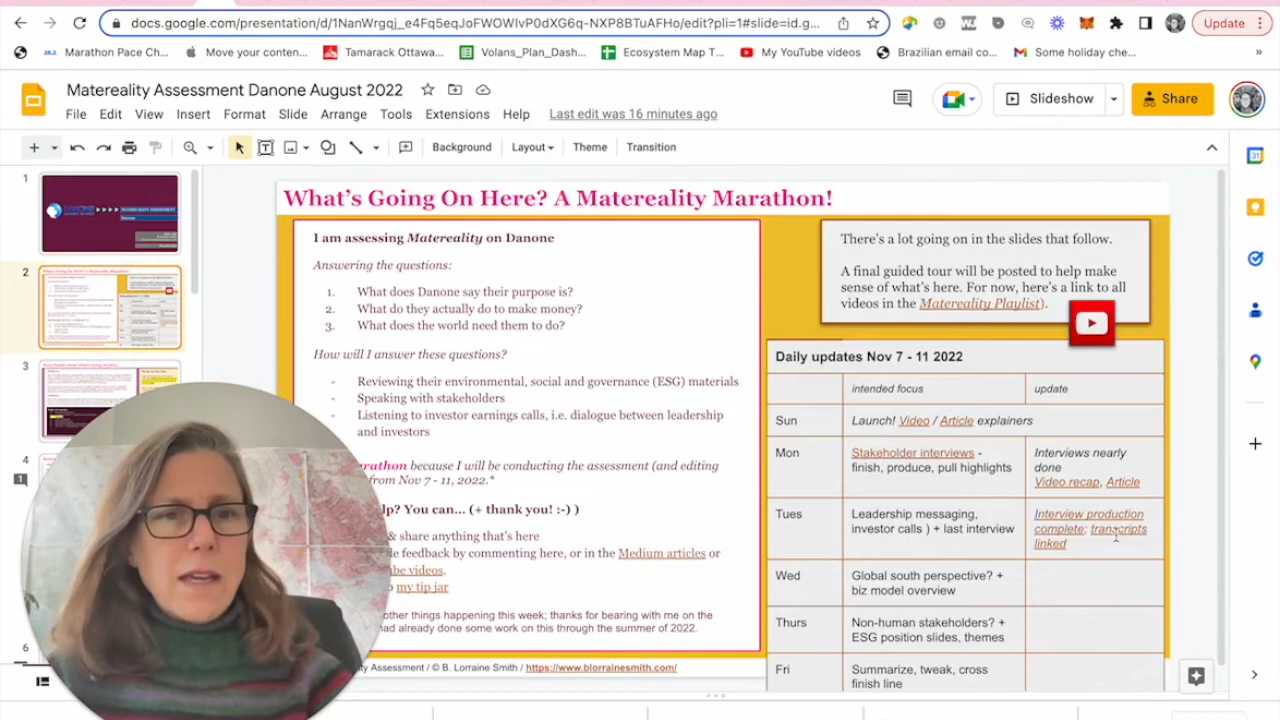 docs.google.com/presentation/d/1NanWrgqj_e4Fq5eqJoFWOWIvP0dXG6q-NXP8BTuAFHo/edit?pli=1#slide=id.g...
Update
Marathon Pace Ch...
Move your conten...
Tamarack Ottawa...
Volans_Plan_Dash...
Ecosystem Map T...
My YouTube videos
Brazilian email co...
Some holiday che...
»
Matereality Assessment Danone August 2022
File Edit View Insert Format Slide Arrange Tools Extensions Help Last edit was 16 minutes ago
Slideshow
Share
Background Layout Theme Transition
1
2
3
4
6
What's Going On Here? A Matereality Marathon!
I am assessing Matereality on Danone
Answering the questions:
1. What does Danone say their purpose is?
2. What do they actually do to make money?
3. What does the world need them to do?
How will I answer these questions?
- Reviewing their environmental, social and governance (ESG) materials
- Speaking with stakeholders
- Listening to investor earnings calls, i.e. dialogue between leadership
and investors
because I will be conducting the assessment (and editing
from Nov 7 - 11, 2022.*
You can... (+ thank you! :-) )
& share anything that's here
feedback by commenting here, or in the Medium articles or
videos.
my tip jar
other things happening this week; thanks for bearing with me on the
had already done some work on this through the summer of 2022.
Assessment / © B. Lorraine Smith / https://www.blorrainesmith.com/
There's a lot going on in the slides that follow.
A final guided tour will be posted to help make
sense of what's here. For now, here's a link to all
videos in the Matereality Playlist).
Daily updates Nov 7 - 11 2022
intended focus update
Sun Launch! Video / Article explainers
Mon Stakeholder interviews -
finish, produce, pull highlights
Interviews nearly
done
Video recap, Article
Tues Leadership messaging,
investor calls ) + last interview
Interview production
complete; transcripts
linked
Wed Global south perspective? +
biz model overview
Thurs Non-human stakeholders? +
ESG position slides, themes
Fri Summarize, tweak, cross
finish line